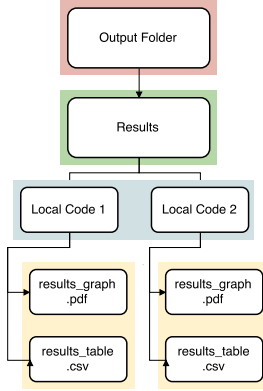 Output Folder
Results
Local Code 1
Local Code 2
results_graph
.pdf
results_table
.csv
results_graph
.pdf
results_table
.csv